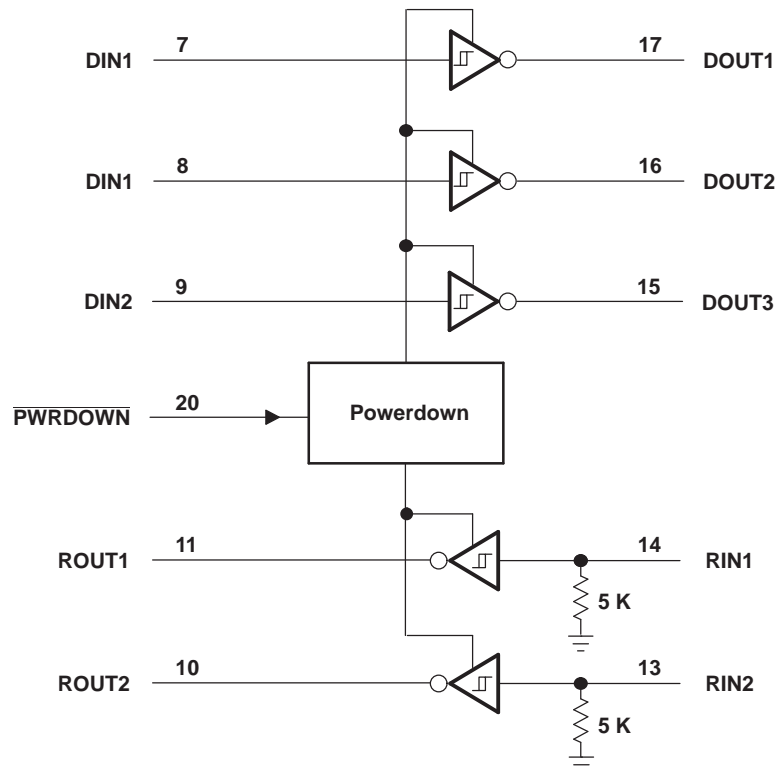 DIN1 7 17 DOUT1
DIN1 8 16 DOUT2
DIN2 9 15 DOUT3
PWRDOWN 20 Powerdown
ROUT1 11 14 RIN1
5 K
ROUT2 10 13 RIN2
5 K